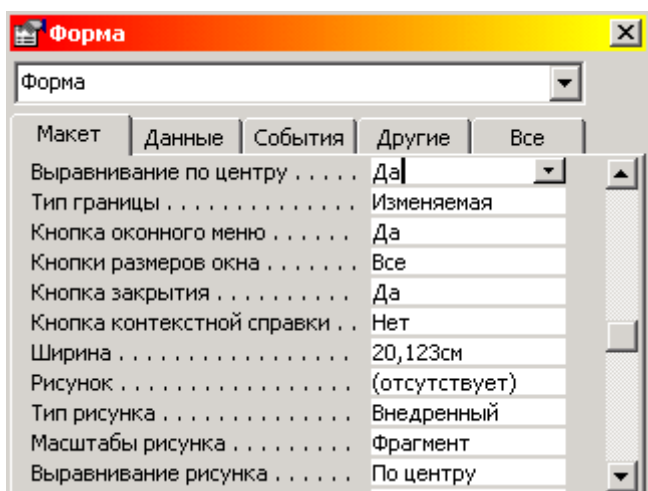 Форма
Форма
Макет Данные События Другие Все
Выравнивание по центру . . . . . Да
Тип границы . . . . . . . . . . . . . . Изменяемая
Кнопка оконного меню . . . . . . Да
Кнопки размеров окна . . . . . . . Все
Кнопка закрытия . . . . . . . . . . Да
Кнопка контекстной справки . . Нет
Ширина . . . . . . . . . . . . . . . . . 20,123см
Рисунок . . . . . . . . . . . . . . . . . (отсутствует)
Тип рисунка . . . . . . . . . . . . . . Внедренный
Масштабы рисунка . . . . . . . . . Фрагмент
Выравнивание рисунка . . . . . . По центру